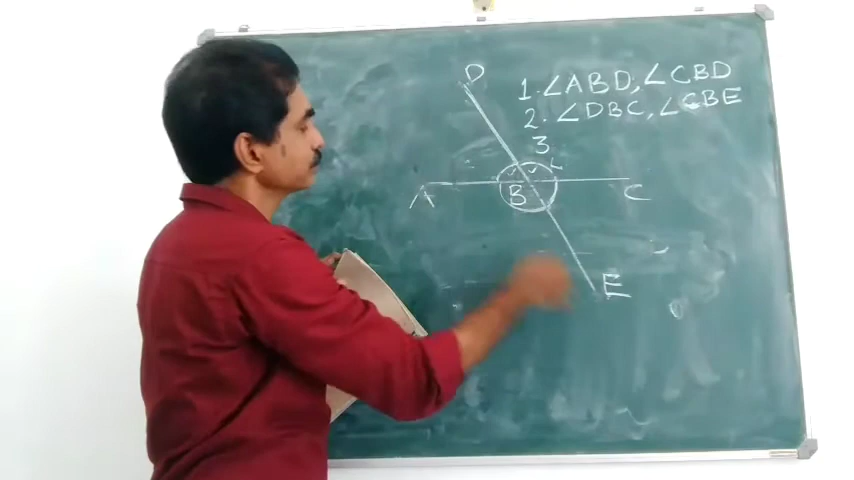 D
1. ∠ABD, ∠CBD
2. ∠DBC, ∠CBE
3
A
B
C
E